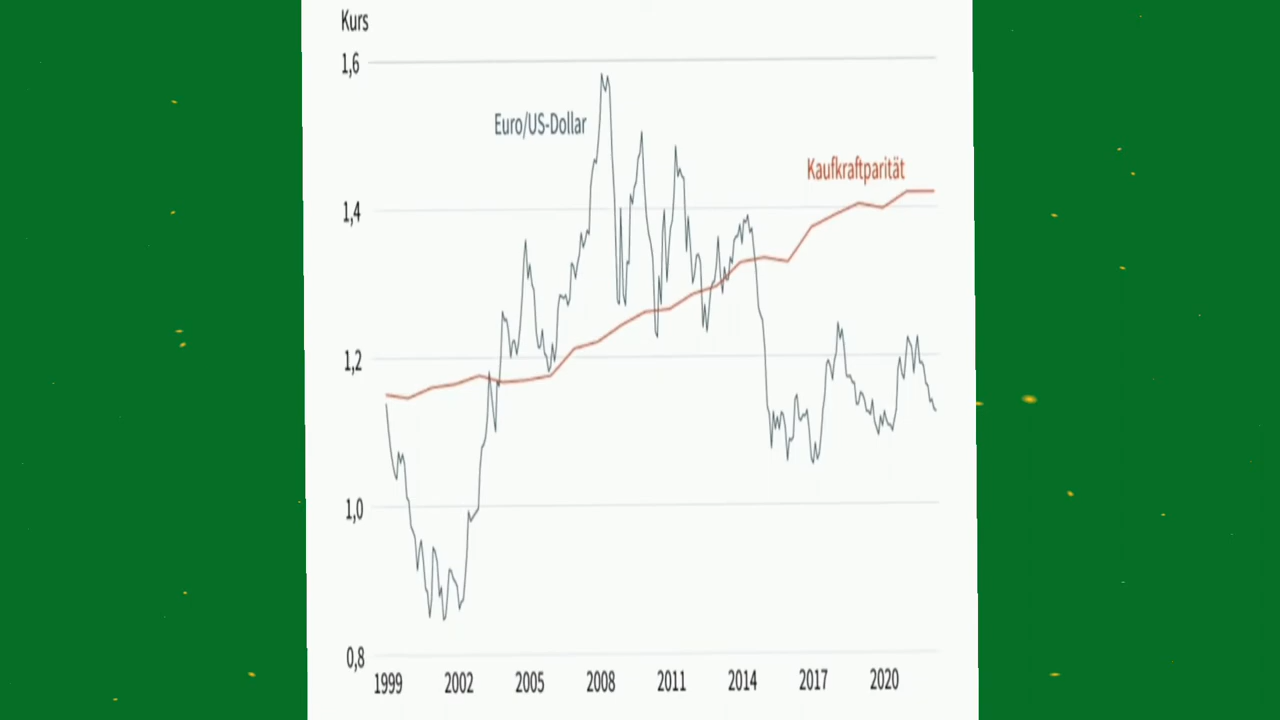 Kurs
1,6
Euro/US-Dollar
Kaufkraftparität
1,4
1,2
1,0
0,8
1999 2002 2005 2008 2011 2014 2017 2020